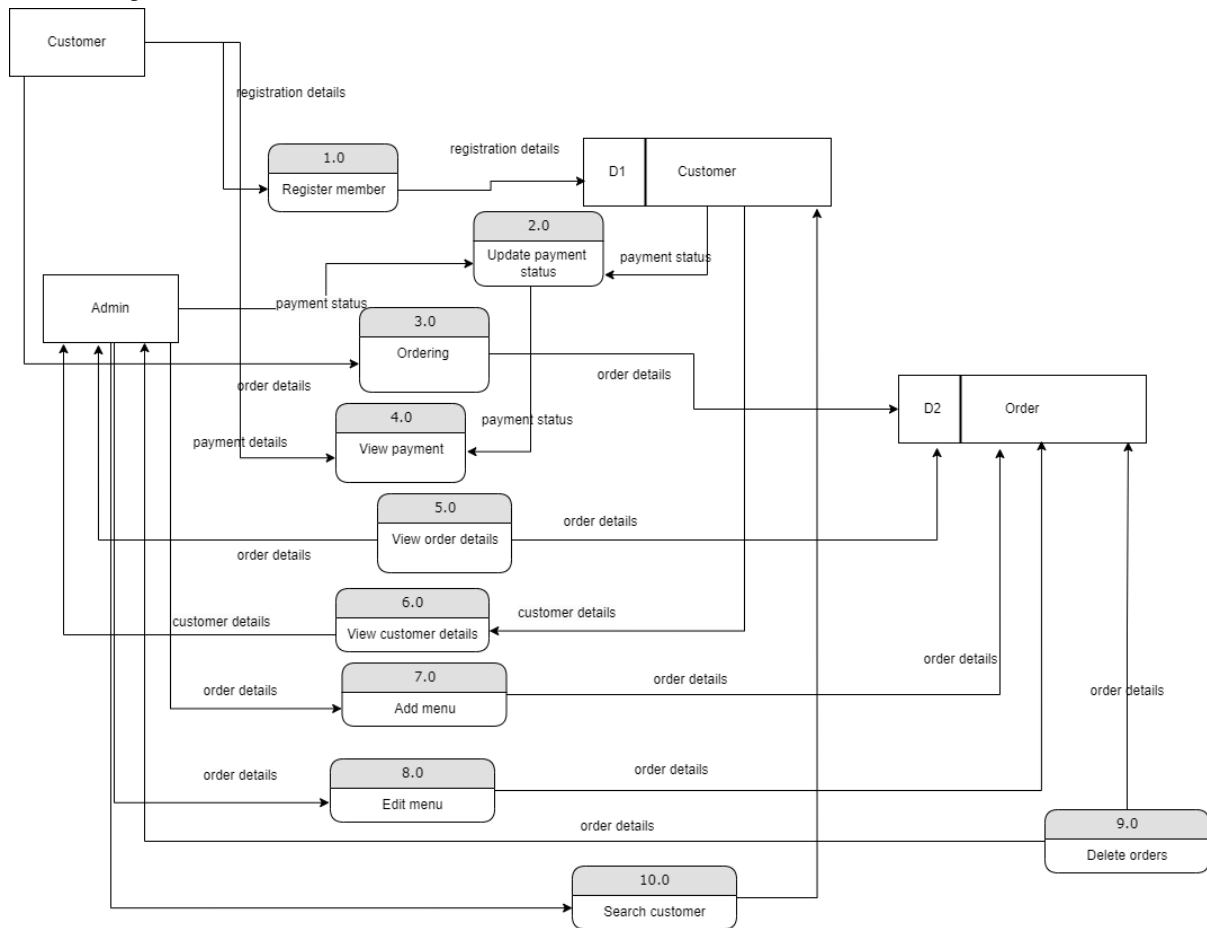 Customer
registration details
registration details
1.0
Register member
D1
Customer
2.0
Update payment
status
payment status
Admin
payment status
3.0
Ordering
order details
order details
D2
Order
4.0
View payment
payment details
payment status
5.0
View order details
order details
order details
6.0
View customer details
customer details
customer details
7.0
Add menu
order details
order details
order details
order details
8.0
Edit menu
order details
order details
order details
9.0
Delete orders
10.0
Search customer